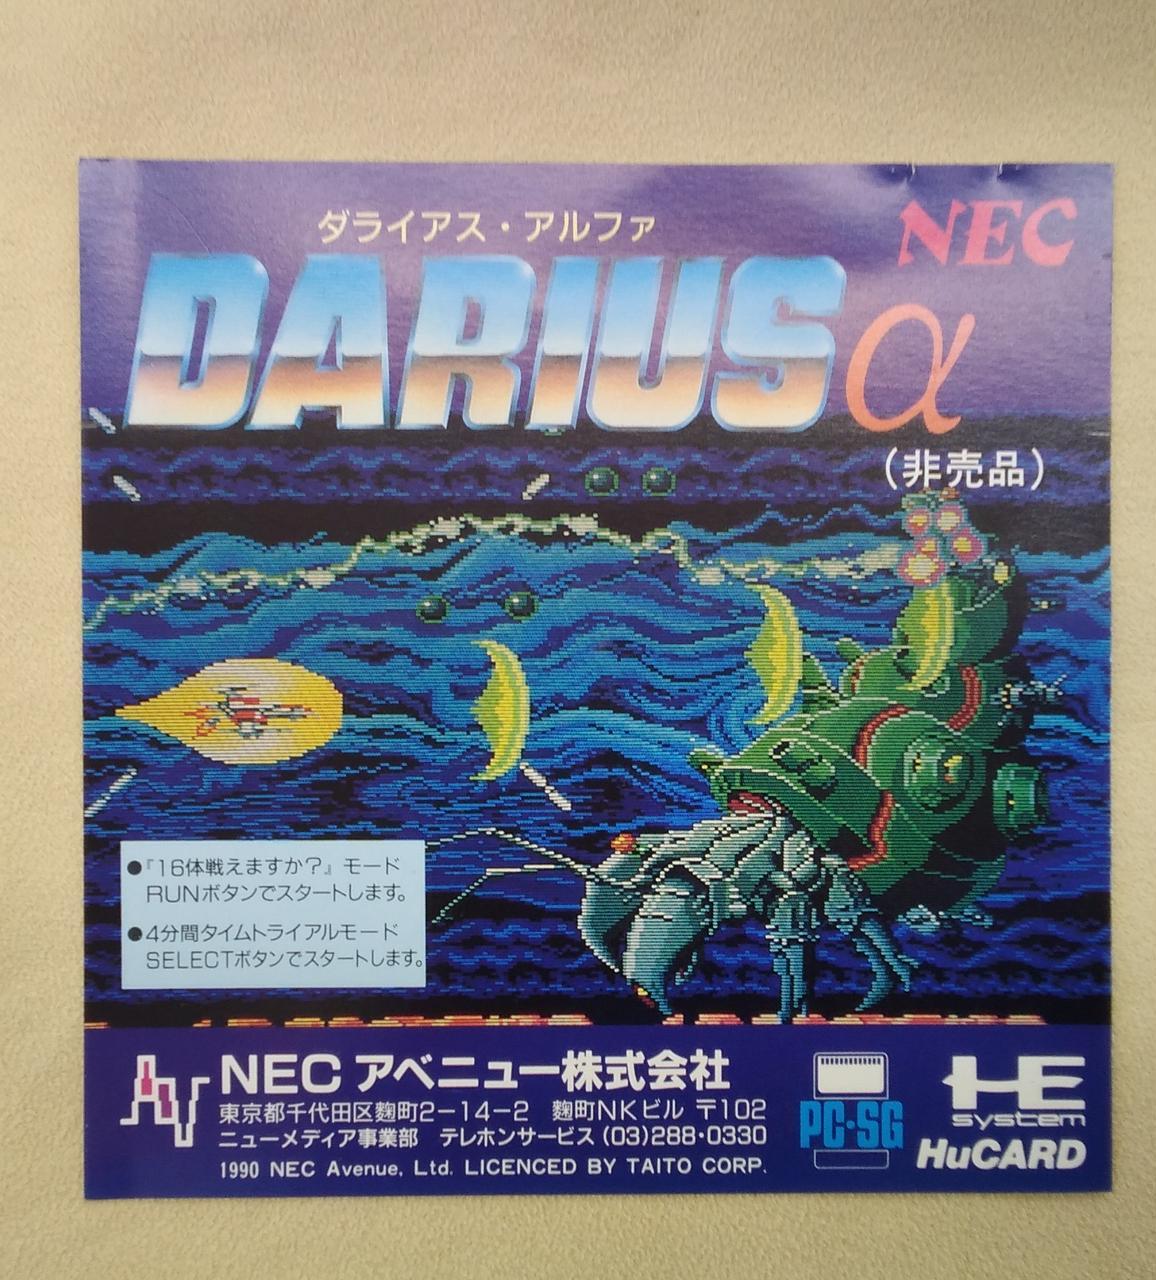 ダライアス・アルファ
NEC
DARIUS α
(非売品)
●『16体戦えますか?』モード
RUNボタンでスタートします。
●4分間タイムトライアルモード
SELECTボタンでスタートします。
NEC アベニュー株式会社
東京都千代田区麴町2-14-2 麴町NKビル 〒102
ニューメディア事業部 テレホンサービス(03)288・0330
1990 NEC Avenue, Ltd. LICENCED BY TAITO CORP.
PC・SG
HE
system
HuCARD